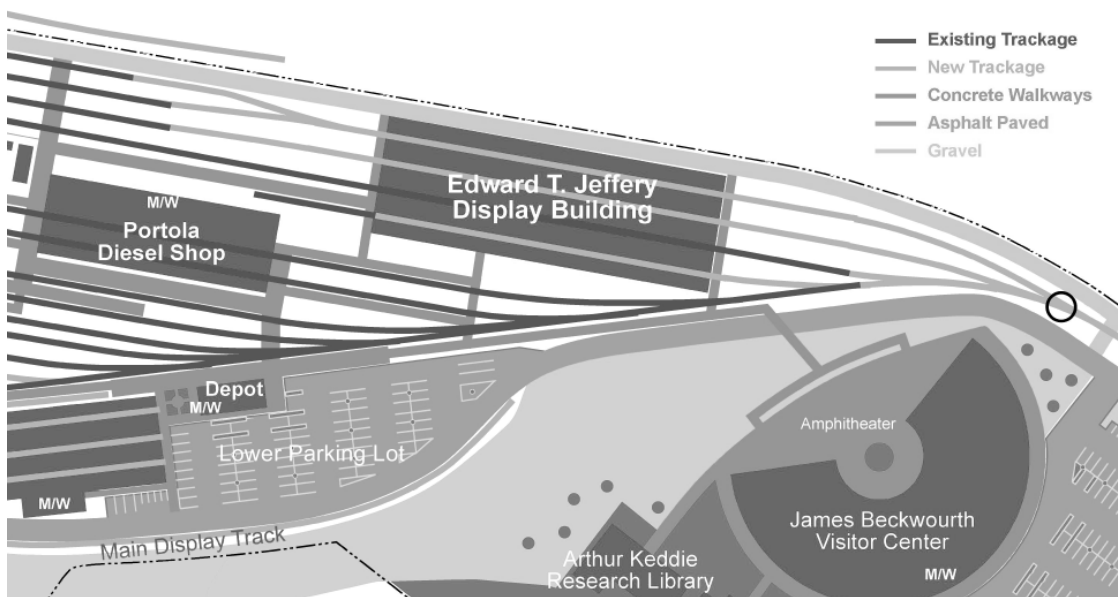 Existing Trackage
New Trackage
Concrete Walkways
Asphalt Paved
Gravel
Edward T. Jeffery
Display Building
M/W
Portola
Diesel Shop
Depot
M/W
Lower Parking Lot
M/W
Main Display Track
Amphitheater
James Beckwourth
Visitor Center
M/W
Arthur Keddie
Research Library